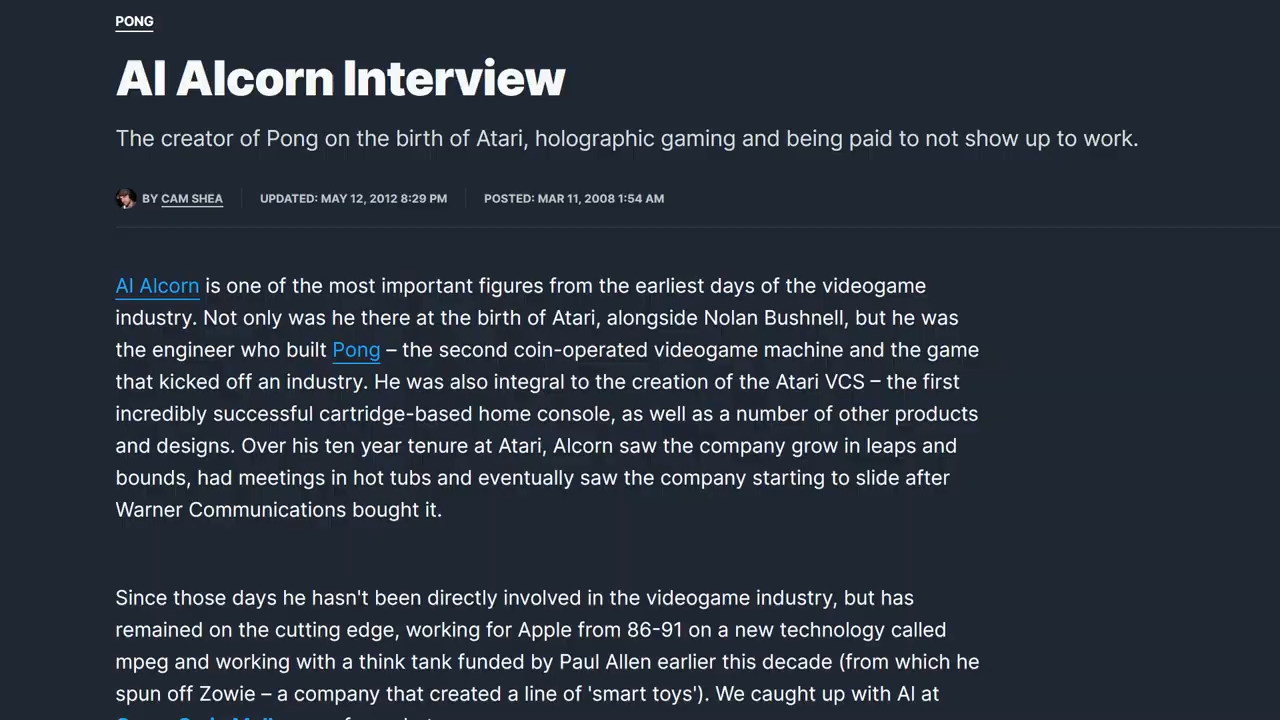 PONG
Al Alcorn Interview
The creator of Pong on the birth of Atari, holographic gaming and being paid to not show up to work.
BY CAM SHEA UPDATED: MAY 12, 2012 8:29 PM POSTED: MAR 11, 2008 1:54 AM
Al Alcorn is one of the most important figures from the earliest days of the videogame
industry. Not only was he there at the birth of Atari, alongside Nolan Bushnell, but he was
the engineer who built Pong – the second coin-operated videogame machine and the game
that kicked off an industry. He was also integral to the creation of the Atari VCS – the first
incredibly successful cartridge-based home console, as well as a number of other products
and designs. Over his ten year tenure at Atari, Alcorn saw the company grow in leaps and
bounds, had meetings in hot tubs and eventually saw the company starting to slide after
Warner Communications bought it.
Since those days he hasn't been directly involved in the videogame industry, but has
remained on the cutting edge, working for Apple from 86-91 on a new technology called
mpeg and working with a think tank funded by Paul Allen earlier this decade (from which he
spun off Zowie – a company that created a line of 'smart toys'). We caught up with Al at